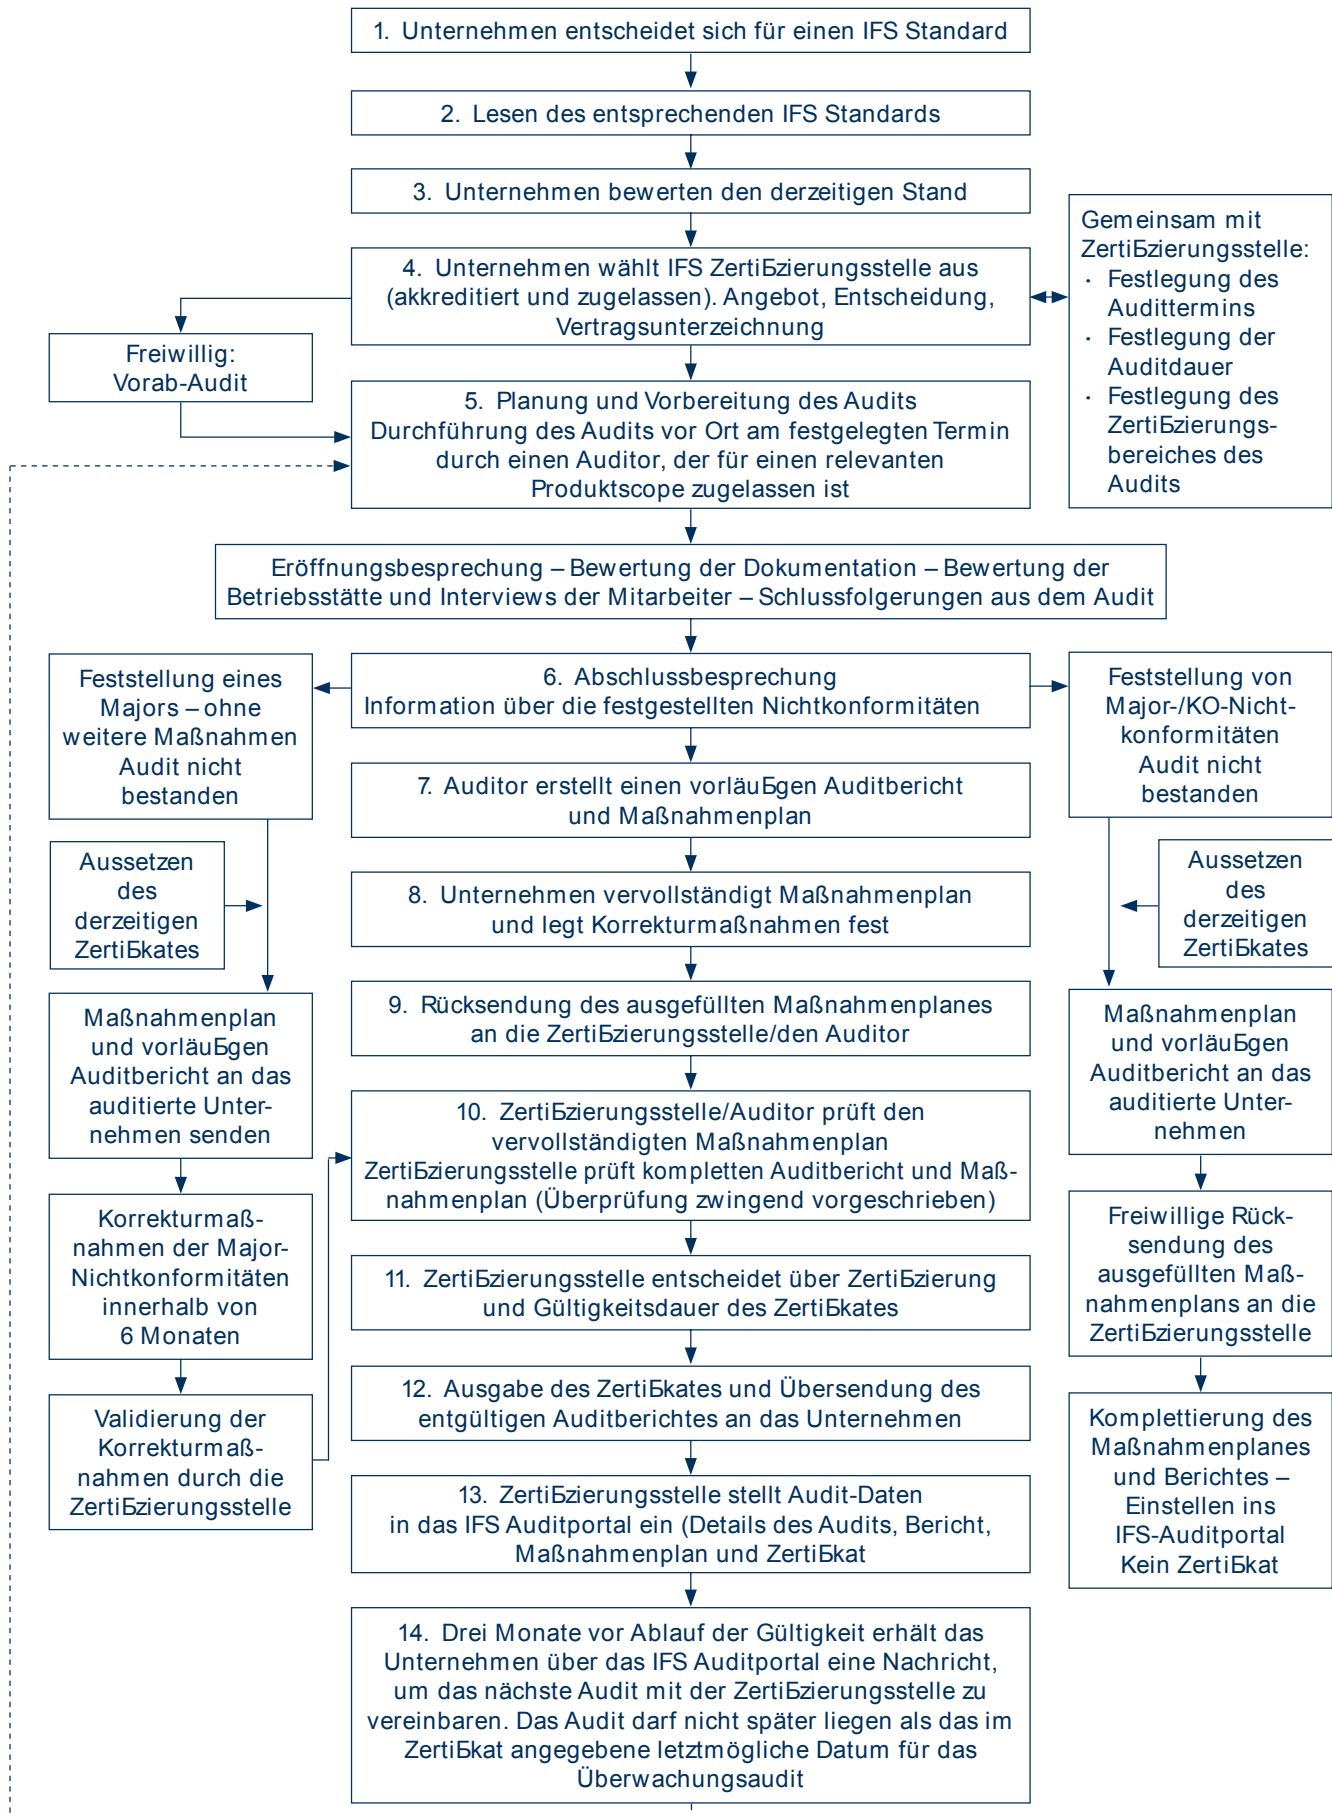 1. Unternehmen entscheidet sich für einen IFS Standard
2. Lesen des entsprechenden IFS Standards
3. Unternehmen bewerten den derzeitigen Stand
4. Unternehmen wählt IFS ZertiБzierungsstelle aus
(akkreditiert und zugelassen). Angebot, Entscheidung,
Vertragsunterzeichnung
Gemeinsam mit
ZertiБzierungsstelle:
· Festlegung des
Audittermins
· Festlegung der
Auditdauer
· Festlegung des
ZertiБzierungs-
bereiches des
Audits
Freiwillig:
Vorab-Audit
5. Planung und Vorbereitung des Audits
Durchführung des Audits vor Ort am festgelegten Termin
durch einen Auditor, der für einen relevanten
Produktscope zugelassen ist
Eröffnungsbesprechung – Bewertung der Dokumentation – Bewertung der
Betriebsstätte und Interviews der Mitarbeiter – Schlussfolgerungen aus dem Audit
6. Abschlussbesprechung
Information über die festgestellten Nichtkonformitäten
7. Auditor erstellt einen vorläuБgen Auditbericht
und Maßnahmenplan
8. Unternehmen vervollständigt Maßnahmenplan
und legt Korrekturmaßnahmen fest
9. Rücksendung des ausgefüllten Maßnahmenplanes
an die ZertiБzierungsstelle/den Auditor
10. ZertiБzierungsstelle/Auditor prüft den
vervollständigten Maßnahmenplan
ZertiБzierungsstelle prüft kompletten Auditbericht und Maß-
nahmenplan (Überprüfung zwingend vorgeschrieben)
11. ZertiБzierungsstelle entscheidet über ZertiБzierung
und Gültigkeitsdauer des ZertiБkates
12. Ausgabe des ZertiБkates und Übersendung des
entgültigen Auditberichtes an das Unternehmen
13. ZertiБzierungsstelle stellt Audit-Daten
in das IFS Auditportal ein (Details des Audits, Bericht,
Maßnahmenplan und ZertiБkat
14. Drei Monate vor Ablauf der Gültigkeit erhält das
Unternehmen über das IFS Auditportal eine Nachricht,
um das nächste Audit mit der ZertiБzierungsstelle zu
vereinbaren. Das Audit darf nicht später liegen als das im
ZertiБkat angegebene letztmögliche Datum für das
Überwachungsaudit
Feststellung eines
Majors – ohne
weitere Maßnahmen
Audit nicht
bestanden
Aussetzen
des
derzeitigen
ZertiБkates
Maßnahmenplan
und vorläuБgen
Auditbericht an das
auditierte Unter-
nehmen senden
Korrekturmaß-
nahmen der Major-
Nichtkonformitäten
innerhalb von
6 Monaten
Validierung der
Korrekturmaß-
nahmen durch die
ZertiБzierungsstelle
Feststellung von
Major-/KO-Nicht-
konformitäten
Audit nicht
bestanden
Aussetzen
des
derzeitigen
ZertiБkates
Maßnahmenplan
und vorläuБgen
Auditbericht an das
auditierte Unter-
nehmen
Freiwillige Rück-
sendung des
ausgefüllten Maß-
nahmenplans an die
ZertiБzierungsstelle
Komplettierung des
Maßnahmenplanes
und Berichtes –
Einstellen ins
IFS-Auditportal
Kein ZertiБkat